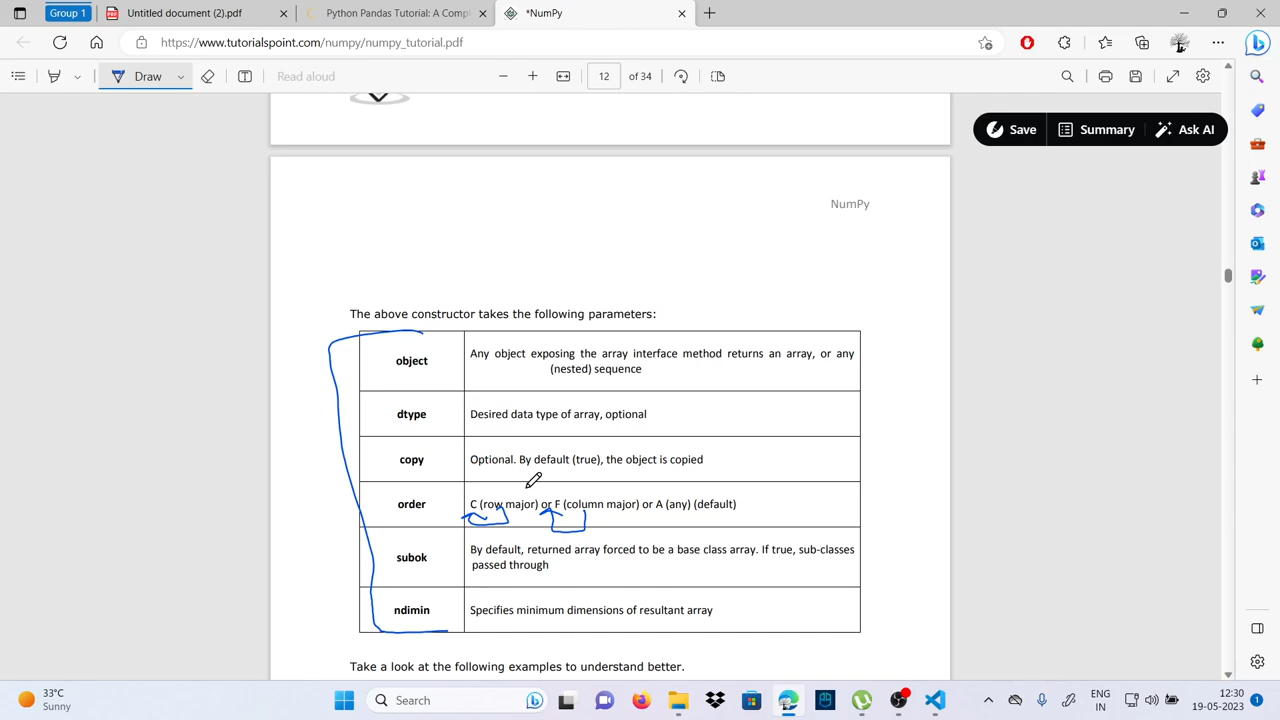 Group 1
Untitled document (2).pdf
Python Pandas Tutorial: A Compl
*NumPy
https://www.tutorialspoint.com/numpy/numpy_tutorial.pdf
Draw
Read aloud
12 of 34
Save
Summary
Ask AI
NumPy
The above constructor takes the following parameters:
object
Any object exposing the array interface method returns an array, or any
(nested) sequence
dtype
Desired data type of array, optional
copy
Optional. By default (true), the object is copied
order
C (row major) or F (column major) or A (any) (default)
subok
By default, returned array forced to be a base class array. If true, sub-classes
passed through
ndimin
Specifies minimum dimensions of resultant array
Take a look at the following examples to understand better.
33°C
Sunny
Search
ENG
IN
12:30
19-05-2023
1